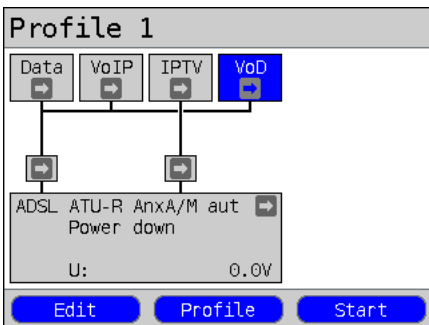 Profile 1
Data VoIP IPTV VoD
ADSL ATU-R AnxA/M aut
Power down
U: 0.0V
Edit Profile Start